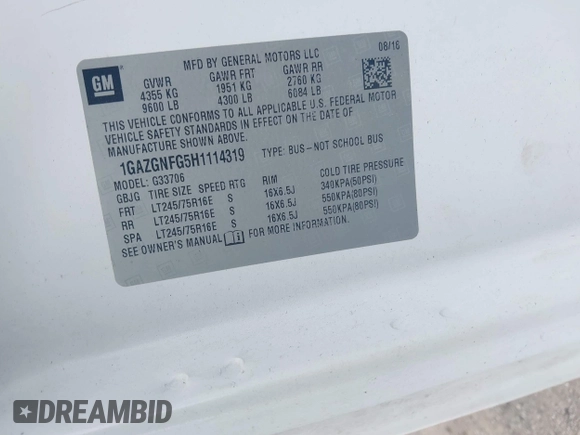 GM
MFD BY GENERAL MOTORS LLC
08/16
GVWR GAWR FRT GAWR RR
4355 KG 1951 KG 2760 KG
9600 LB 4300 LB 6084 LB
THIS VEHICLE CONFORMS TO ALL APPLICABLE U.S. FEDERAL MOTOR
VEHICLE SAFETY STANDARDS IN EFFECT ON THE DATE OF
MANUFACTURE SHOWN ABOVE.
1GAZGNFG5H1114319 TYPE: BUS—NOT SCHOOL BUS
MODEL: G33706
GBJG TIRE SIZE SPEED RTG RIM COLD TIRE PRESSURE
FRT LT245/75R16E S 16X6.5J 340KPA(50PSI)
RR LT245/75R16E S 16X6.5J 550KPA(80PSI)
SPA LT245/75R16E S 16X6.5J 550KPA(80PSI)
SEE OWNER'S MANUAL FOR MORE INFORMATION.
DREAMBID